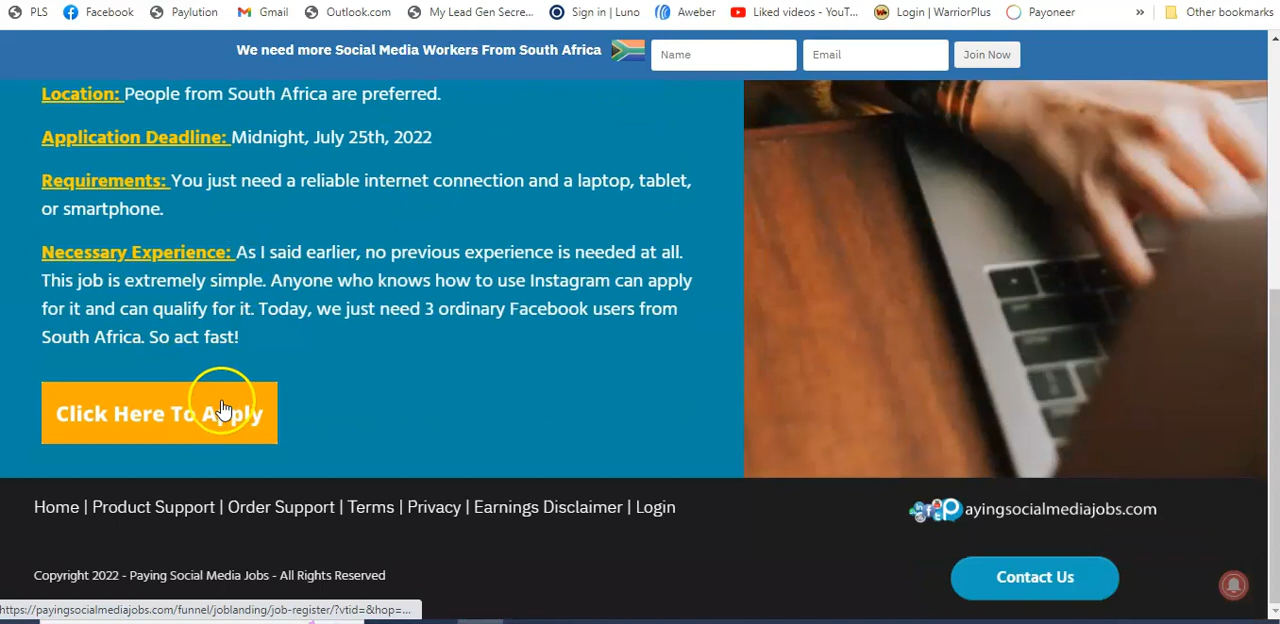 PLS Facebook Paylution Gmail Outlook.com My Lead Gen Secre... Sign in | Luno Aweber Liked videos - YouT... Login | WarriorPlus Payoneer » Other bookmarks
We need more Social Media Workers From South Africa Name Email Join Now
Location: People from South Africa are preferred.
Application Deadline: Midnight, July 25th, 2022
Requirements: You just need a reliable internet connection and a laptop, tablet,
or smartphone.
Necessary Experience: As I said earlier, no previous experience is needed at all.
This job is extremely simple. Anyone who knows how to use Instagram can apply
for it and can qualify for it. Today, we just need 3 ordinary Facebook users from
South Africa. So act fast!
Click Here To Apply
Home | Product Support | Order Support | Terms | Privacy | Earnings Disclaimer | Login
payingsocialmediajobs.com
Copyright 2022 - Paying Social Media Jobs - All Rights Reserved
Contact Us
https://payingsocialmediajobs.com/funnel/joblanding/job-register/?vtid=&hop=...